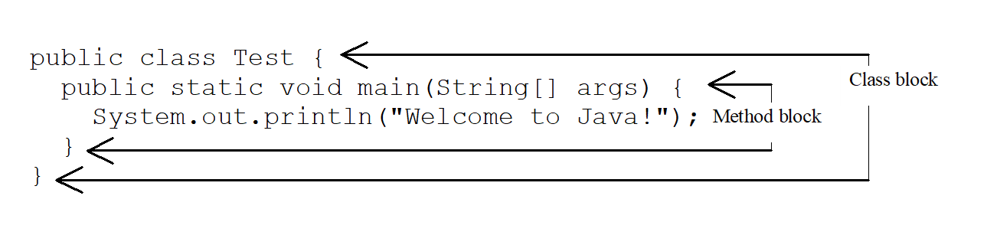 public class Test {
Class block
public static void main(String[] args) {
System.out.println("Welcome to Java!");
Method block
}
}